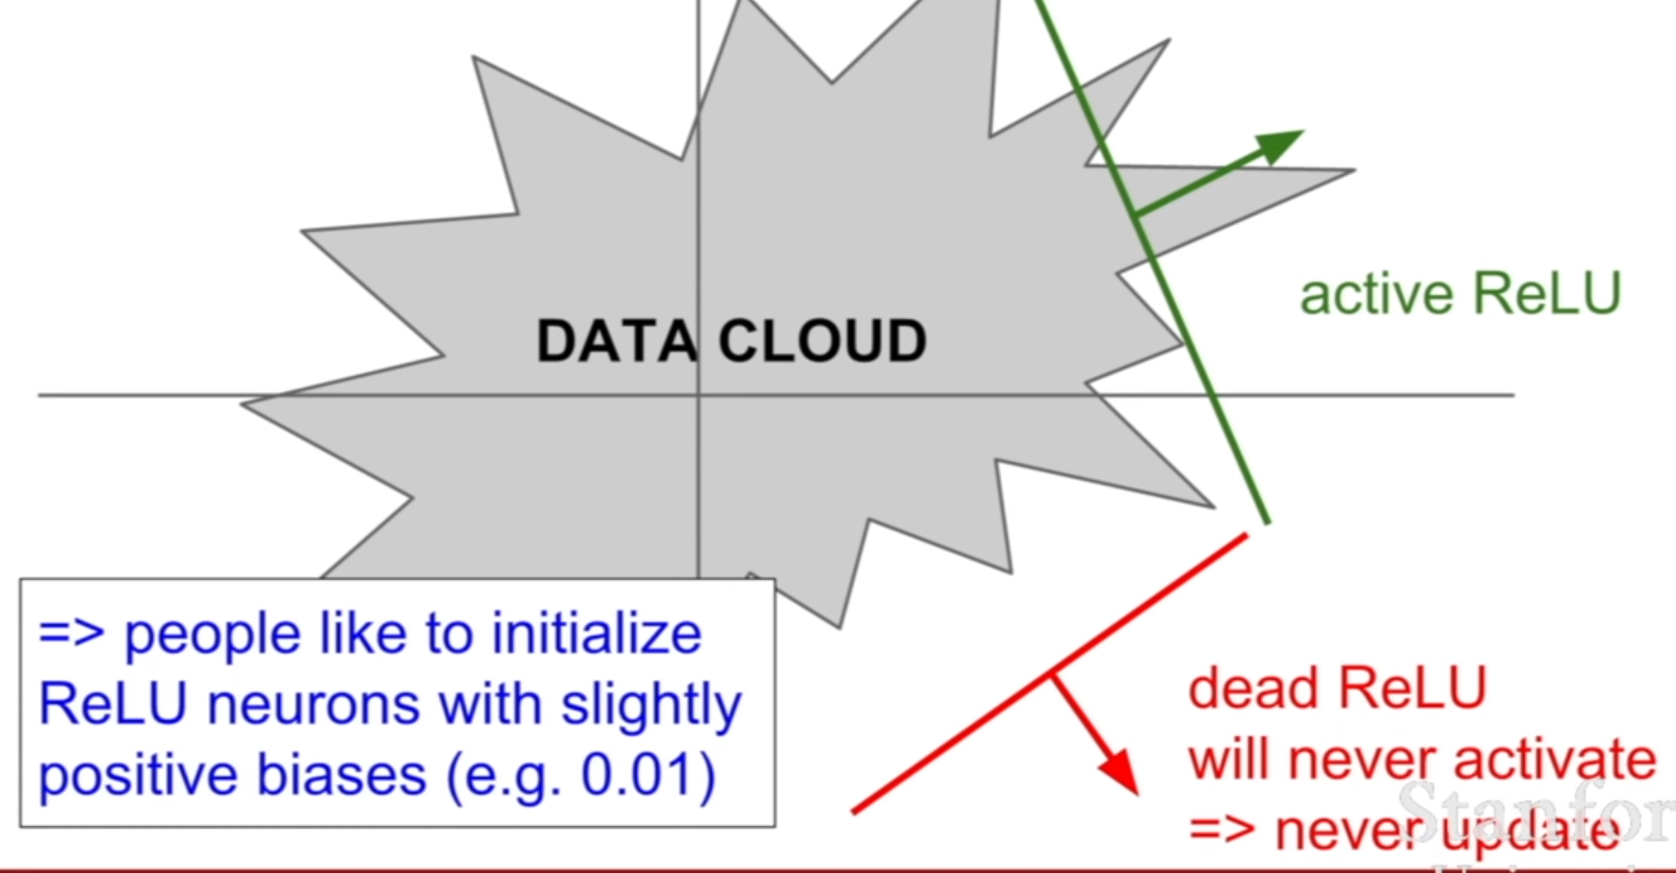 DATA CLOUD
active ReLU
=> people like to initialize
ReLU neurons with slightly
positive biases (e.g. 0.01)
dead ReLU
will never activate
=> never update
Stanfor